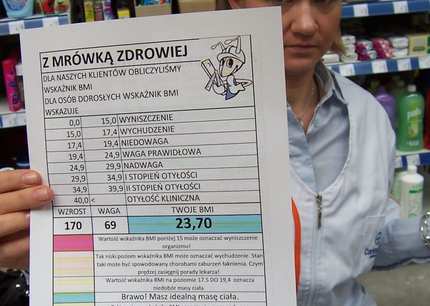 Z MRÓWKĄ ZDROWIEJ
DLA NASZYCH KLIENTÓW OBLICZYLIŚMY
WSKAŹNIK BMI
DLA OSÓB DOROSŁYCH WSKAŹNIK BMI
WSKAZUJE
0,0 15,0 WYNISZCZENIE
15,0 17,4 WYCHUDZENIE
17,4 19,4 NIEDOWAGA
19,4 24,9 WAGA PRAWIDŁOWA
24,9 29,9 NADWAGA
29,9 34,9 I STOPIEŃ OTYŁOŚCI
34,9 39,9 II STOPIEŃ OTYŁOŚCI
40,0 < OTYŁOŚĆ KLINICZNA
WZROST WAGA TWOJE BMI
170 69 23,70
Wartość wskaźnika BMI poniżej 15 może oznaczać wyniszczenie
organizmu!
Tak niski poziom wskaźnika BMI może oznaczać wychudzenie. Stan
taki może być spowodowany chorobami zaburzeń łaknienia. Czym
prędzej zasięgnij porady lekarza!
Wartość wskaźnika BMI na poziomie 17.5 DO 19,4 oznacza
niedobór masy ciała
Brawo! Masz idealną masę ciała.